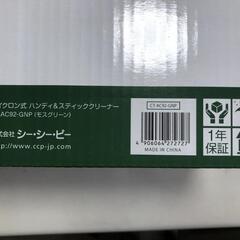 イクロン式 ハンディ&スティッククリーナー
AC92-GNP (モスグリーン)
株式会社 シー・シー・ピー
www.ccp-jp.com
CT-AC92-GNP
4 906064 272727
MADE IN CHINA
1年
保証